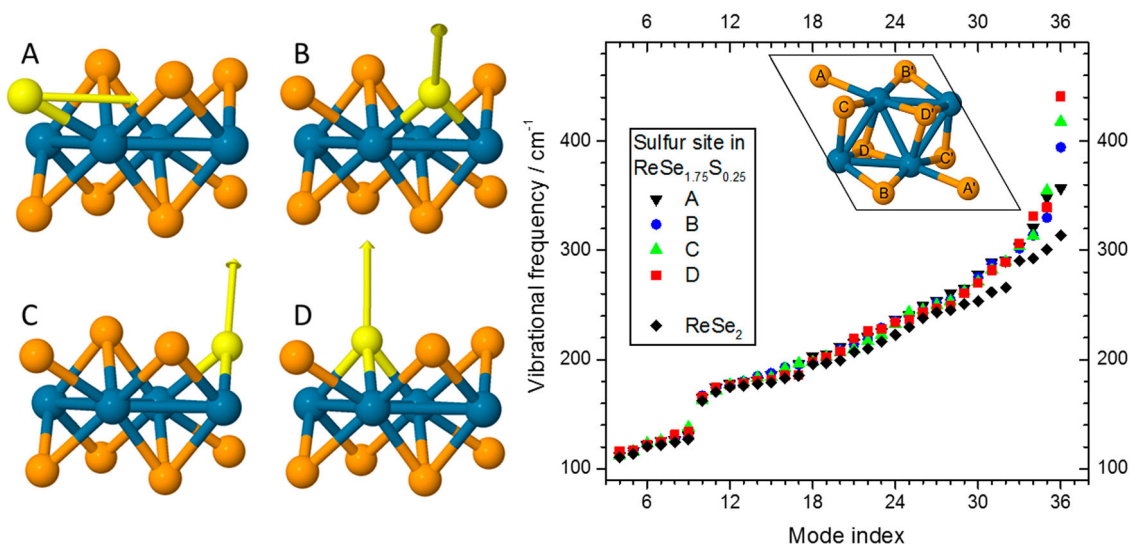 A
B
C
D
6 12 18 24 30 36
Vibrational frequency / cm⁻¹
400
300
200
100
Sulfur site in
ReSe₁.₇₅S₀.₂₅
A
B
C
D
ReSe₂
A
B'
C
D'
D
C'
B
A'
400
300
200
100
6 12 18 24 30 36
Mode index